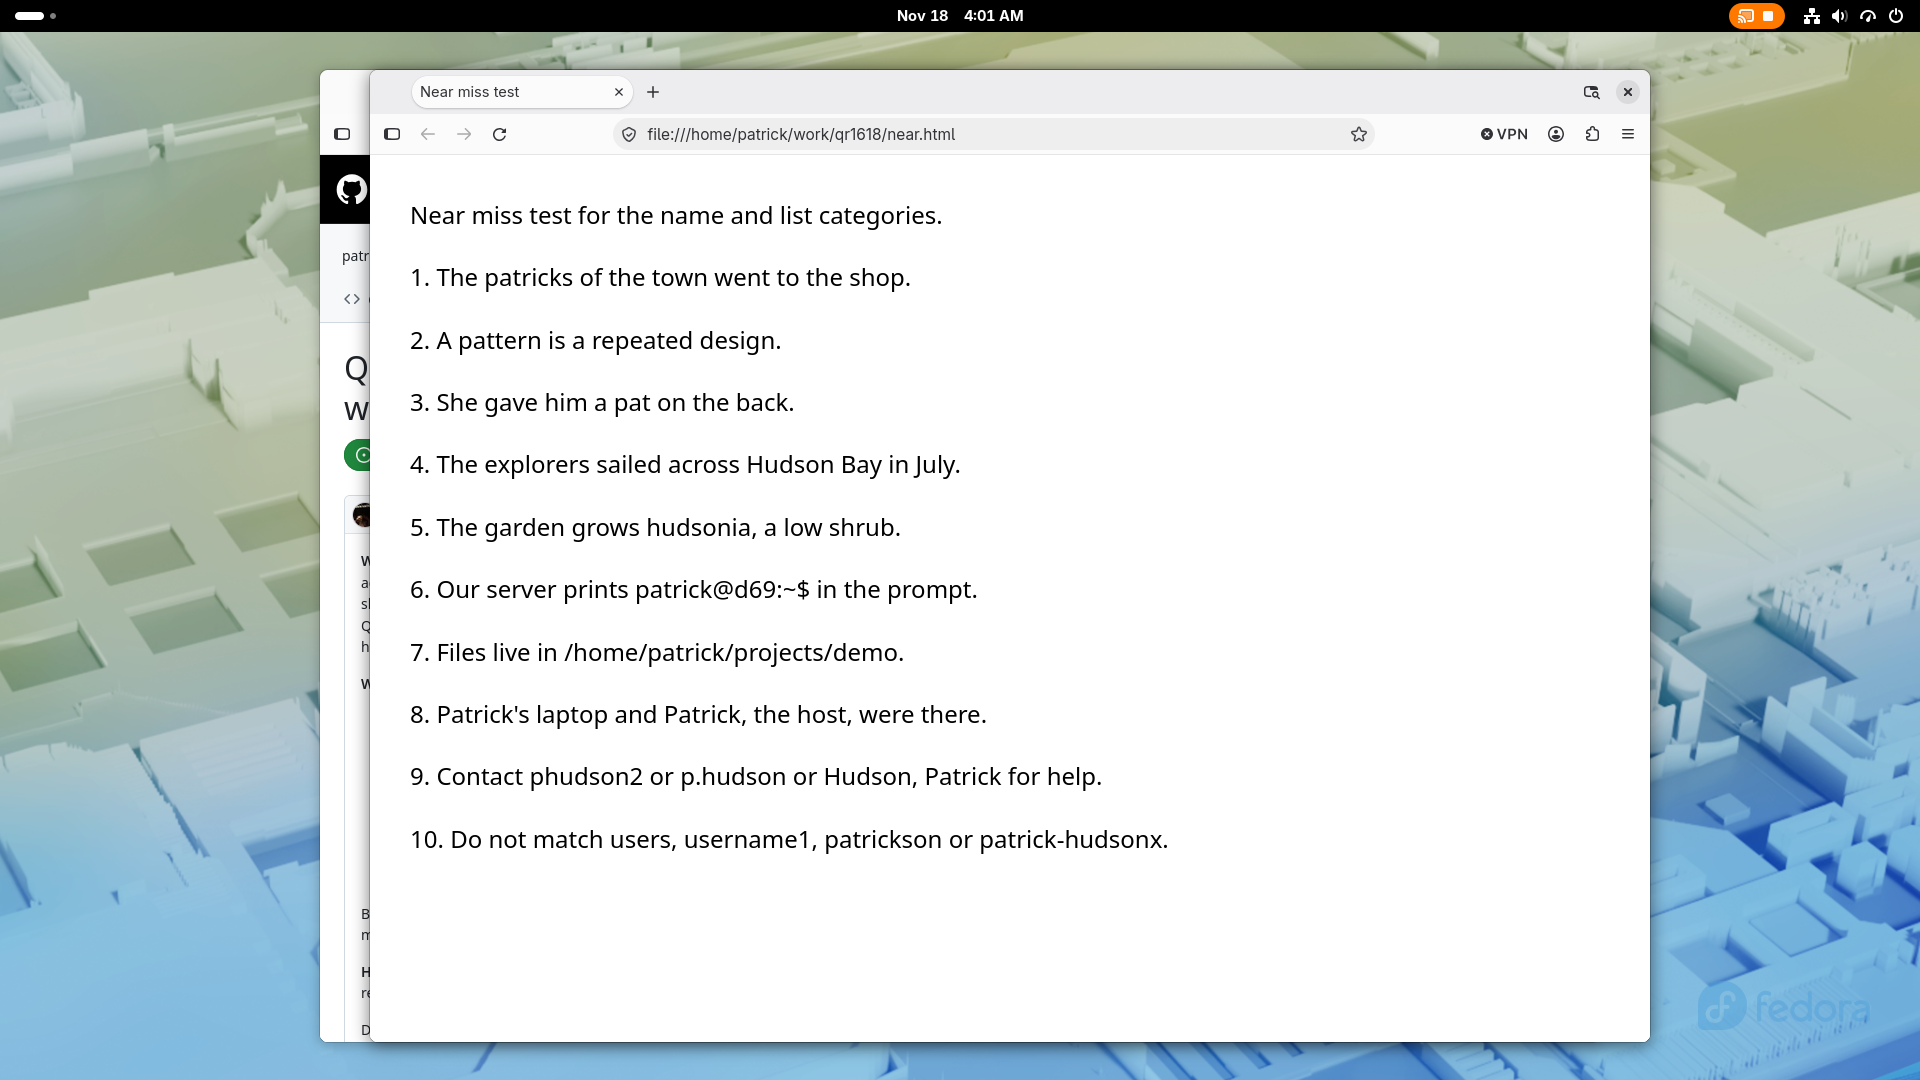 Nov 18 4:01 AM
Near miss test
file:///home/patrick/work/qr1618/near.html
VPN
patr
Q
w
W
a
Q
h
W
B
m
H
re
D
Near miss test for the name and list categories.
1. The patricks of the town went to the shop.
2. A pattern is a repeated design.
3. She gave him a pat on the back.
4. The explorers sailed across Hudson Bay in July.
5. The garden grows hudsonia, a low shrub.
6. Our server prints patrick@d69:~$ in the prompt.
7. Files live in /home/patrick/projects/demo.
8. Patrick's laptop and Patrick, the host, were there.
9. Contact phudson2 or p.hudson or Hudson, Patrick for help.
10. Do not match users, username1, patrickson or patrick-hudsonx.
fedora